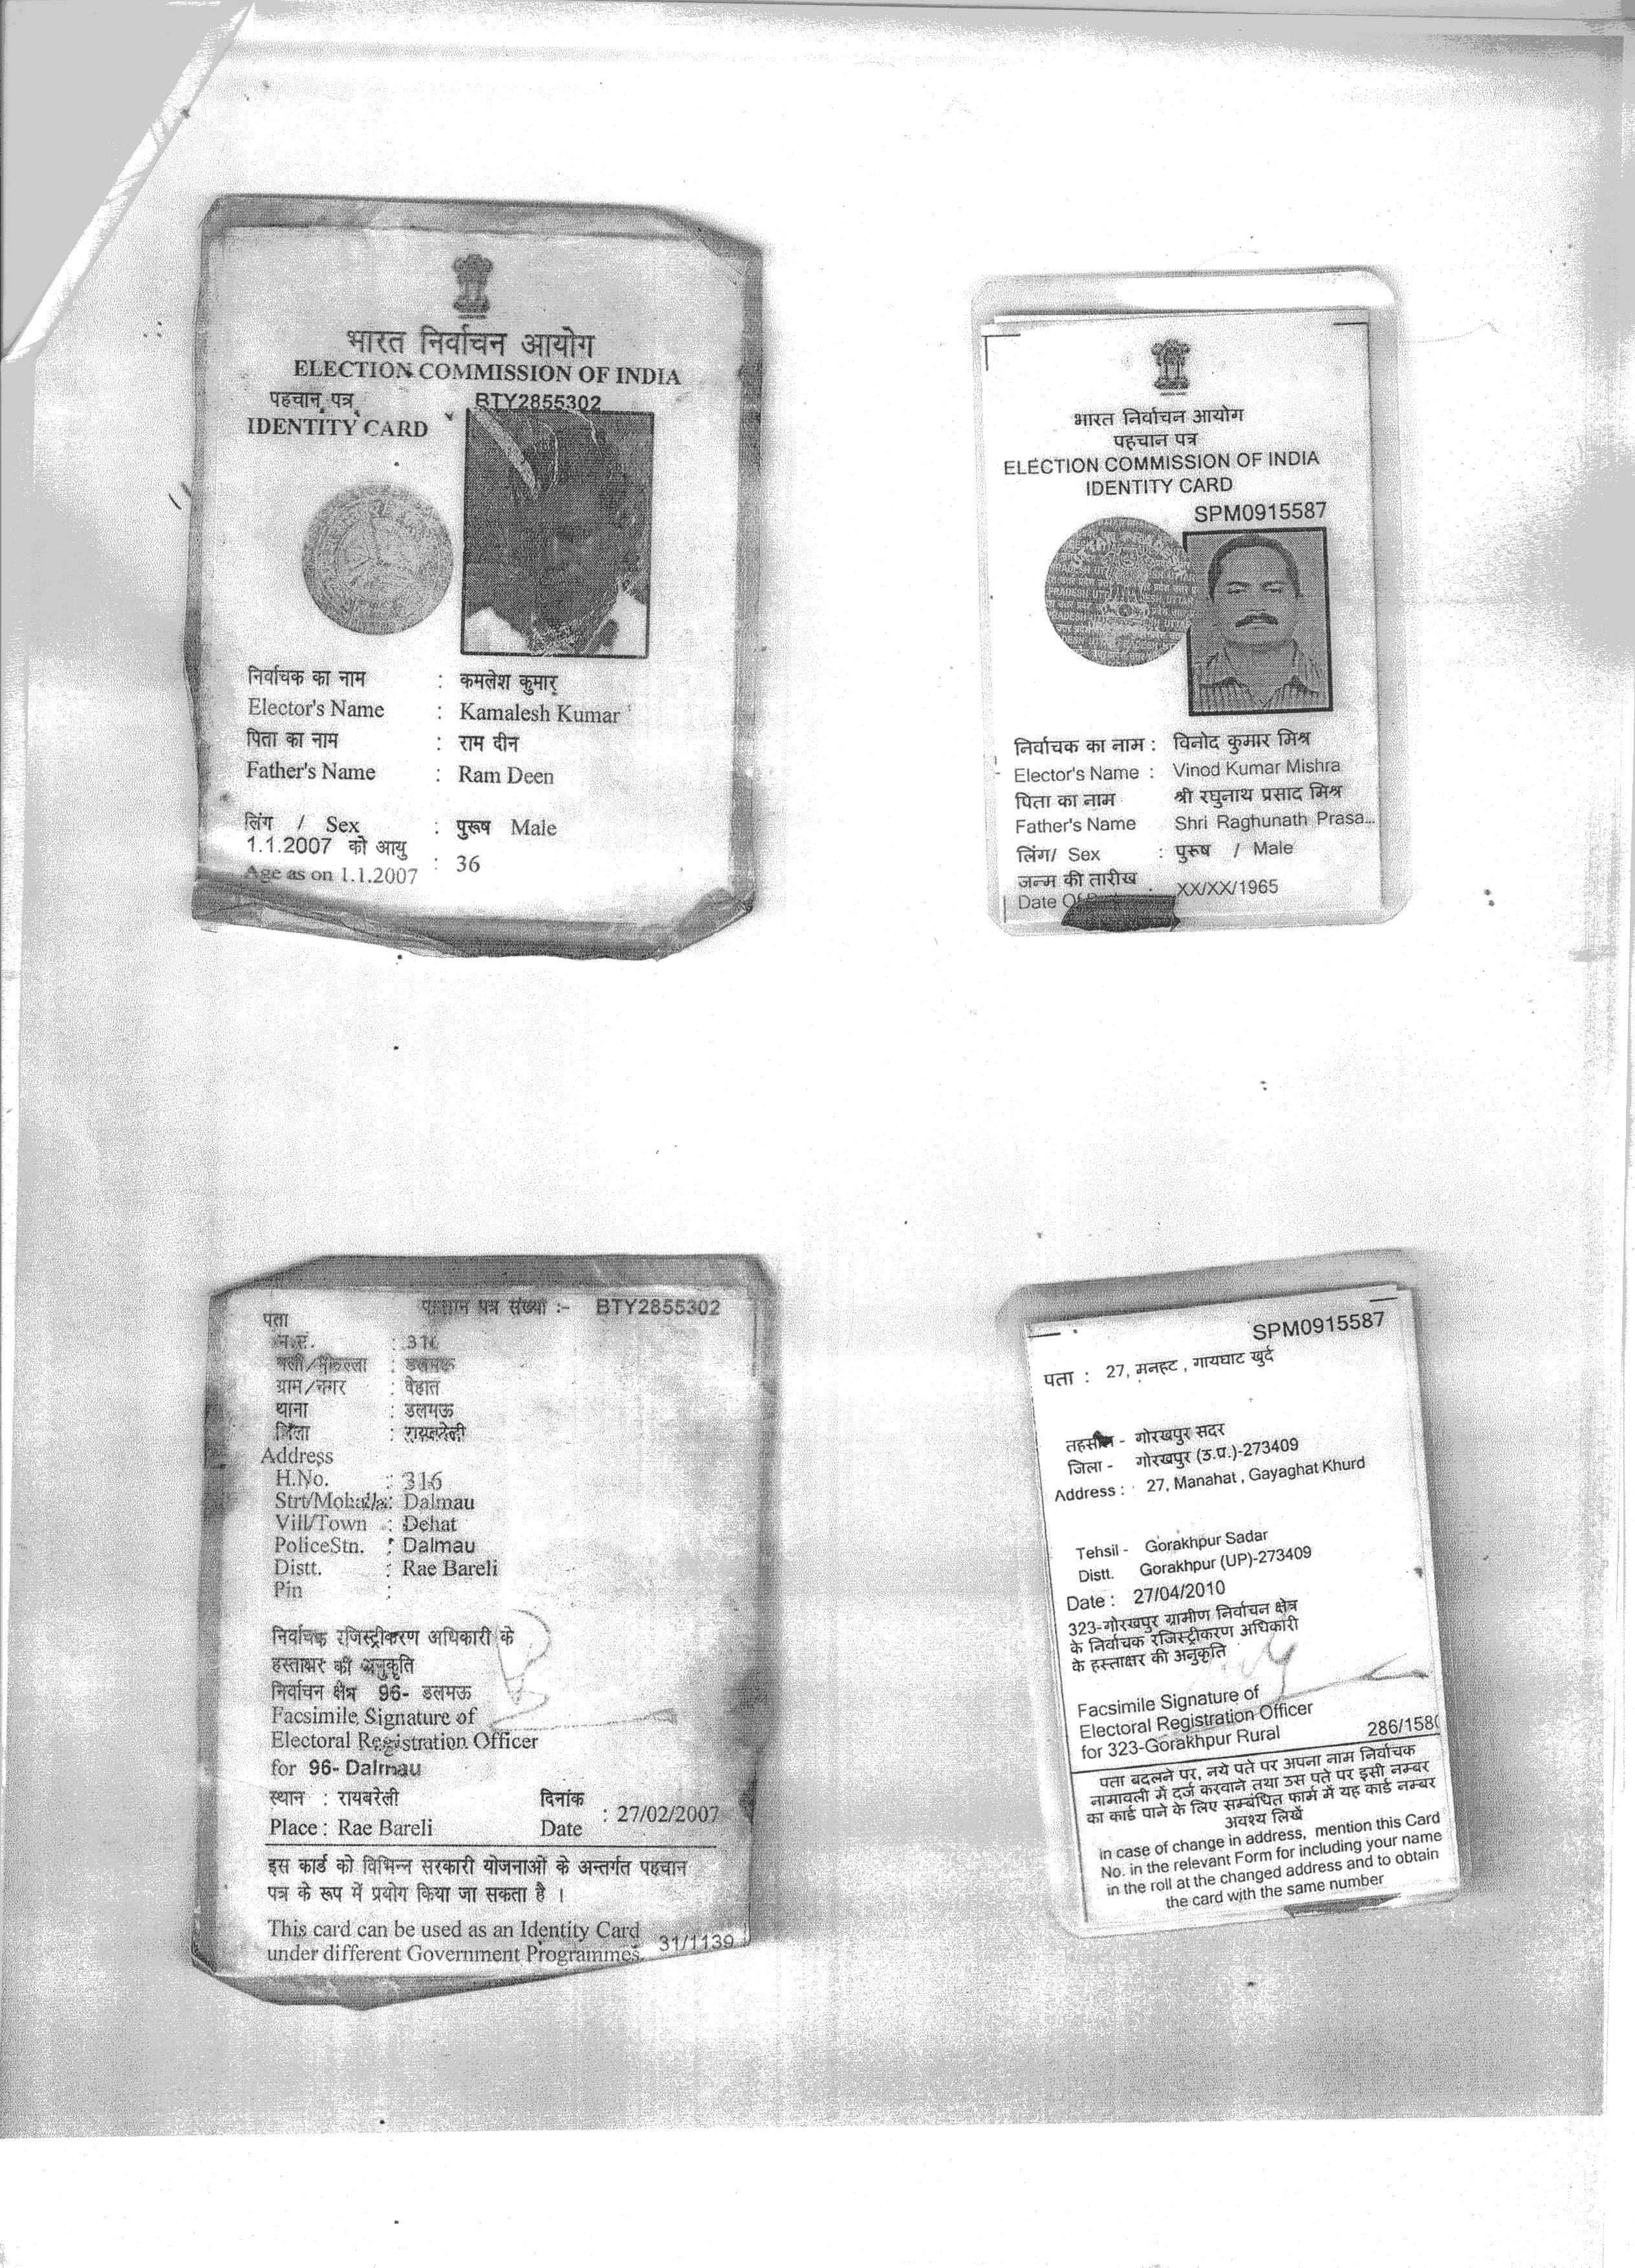 भारत निर्वाचन आयोग
ELECTION COMMISSION OF INDIA
पहचान पत्र BTY2855302
IDENTITY CARD
निर्वाचक का नाम : कमलेश कुमार
Elector's Name : Kamalesh Kumar
पिता का नाम : राम दीन
Father's Name : Ram Deen
लिंग / Sex : पुरूष Male
1.1.2007 को आयु
Age as on 1.1.2007 : 36
भारत निर्वाचन आयोग
पहचान पत्र
ELECTION COMMISSION OF INDIA
IDENTITY CARD
SPM0915587
निर्वाचक का नाम : विनोद कुमार मिश्र
Elector's Name : Vinod Kumar Mishra
पिता का नाम श्री रघुनाथ प्रसाद मिश्र
Father's Name Shri Raghunath Prasa...
लिंग/ Sex : पुरूष / Male
जन्म की तारीख
Date Of XX/XX/1965
पहचान पत्र संख्या :- BTY2855302
पता
: 316
गली/मोहल्ला : डलमऊ
ग्राम/नगर : देहात
थाना : डलमऊ
जिला : रायबरेली
Address
H.No. : 316
Strt/Mohalla: Dalmau
Vill/Town : Dehat
PoliceStn. : Dalmau
Distt. : Rae Bareli
Pin :
निर्वाचक रजिस्ट्रीकरण अधिकारी के
हस्ताक्षर की अनुकृति
निर्वाचन क्षेत्र 96- डलमऊ
Facsimile Signature of
Electoral Registration Officer
for 96- Dalmau
स्थान : रायबरेली दिनांक
Place : Rae Bareli Date : 27/02/2007
इस कार्ड को विभिन्न सरकारी योजनाओं के अन्तर्गत पहचान
पत्र के रूप में प्रयोग किया जा सकता है ।
This card can be used as an Identity Card
under different Government Programmes. 31/1139
SPM0915587
पता : 27, मनहट , गायघाट खुर्द
तहसील - गोरखपुर सदर
जिला - गोरखपुर (उ.प्र.)-273409
Address : 27, Manahat , Gayaghat Khurd
Tehsil - Gorakhpur Sadar
Distt. Gorakhpur (UP)-273409
Date : 27/04/2010
323-गोरखपुर ग्रामीण निर्वाचन क्षेत्र
के निर्वाचक रजिस्ट्रीकरण अधिकारी
के हस्ताक्षर की अनुकृति
Facsimile Signature of
Electoral Registration Officer
for 323-Gorakhpur Rural 286/158
पता बदलने पर, नये पते पर अपना नाम निर्वाचक
नामावली में दर्ज करवाने तथा उस पते पर इसी नम्बर
का कार्ड पाने के लिए सम्बंधित फार्म में यह कार्ड नम्बर
अवश्य लिखें
In case of change in address, mention this Card
No. in the relevant Form for including your name
in the roll at the changed address and to obtain
the card with the same number